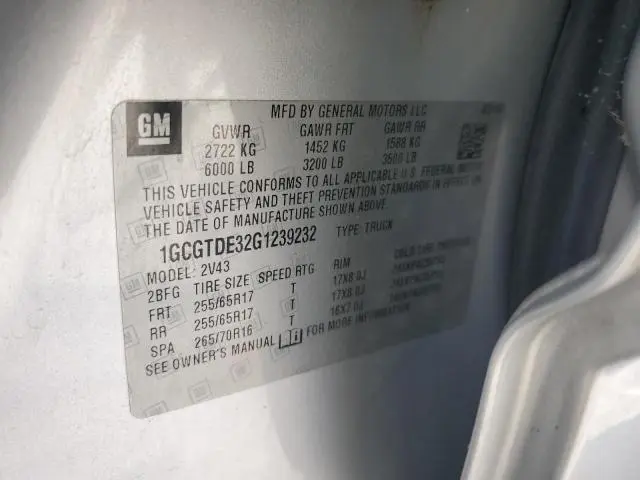 GM
MFD BY GENERAL MOTORS LLC
GVWR GAWR FRT GAWR RR
2722 KG 1452 KG 1588 KG
6000 LB 3200 LB 3500 LB
THIS VEHICLE CONFORMS TO ALL APPLICABLE U.S. FEDERAL MOTOR
VEHICLE SAFETY AND THEFT PREVENTION STANDARDS IN EFFECT ON
THE DATE OF MANUFACTURE SHOWN ABOVE.
1GCGTDE32G1239232 TYPE: TRUCK
MODEL: 2V43
2BFG TIRE SIZE SPEED RTG RIM COLD TIRE
FRT 255/65R17 T 17X8.0J
RR 255/65R17 T 17X8.0J
SPA 265/70R16 T 16X7.0J
SEE OWNER'S MANUAL FOR MORE INFORMATION